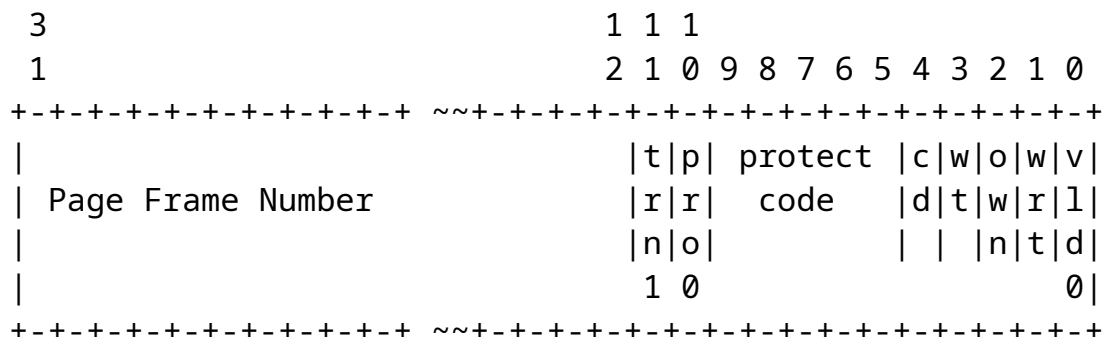 3                             1 1 1
 1                             2 1 0 9 8 7 6 5 4 3 2 1 0
+-+-+-+-+-+-+-+-+-+-+ ~~+-+-+-+-+-+-+-+-+-+-+-+-+-+-+-+-+
|                               |t|p| protect |c|w|o|w|v|
| Page Frame Number             |r|r|  code   |d|t|w|r|l|
|                               |n|o|         | | |n|t|d|
|                                1 0                   0|
+-+-+-+-+-+-+-+-+-+-+ ~~+-+-+-+-+-+-+-+-+-+-+-+-+-+-+-+-+